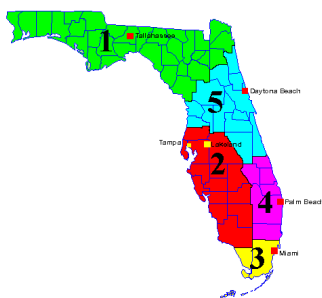 1
Tallahassee
5
Daytona Beach
Tampa
Lakeland
2
4
Palm Beach
3
Miami